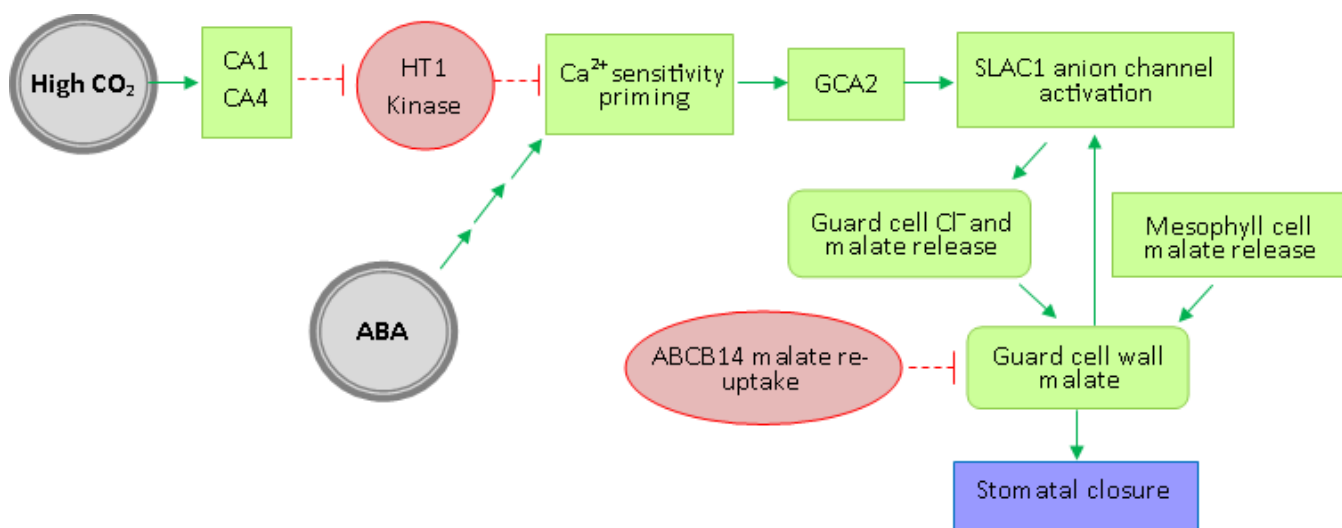 High CO₂
CA1
CA4
HT1
Kinase
Ca²⁺ sensitivity
priming
GCA2
SLAC1 anion channel
activation
Guard cell Cl⁻ and
malate release
Mesophyll cell
malate release
ABA
ABCB14 malate re-
uptake
Guard cell wall
malate
Stomatal closure